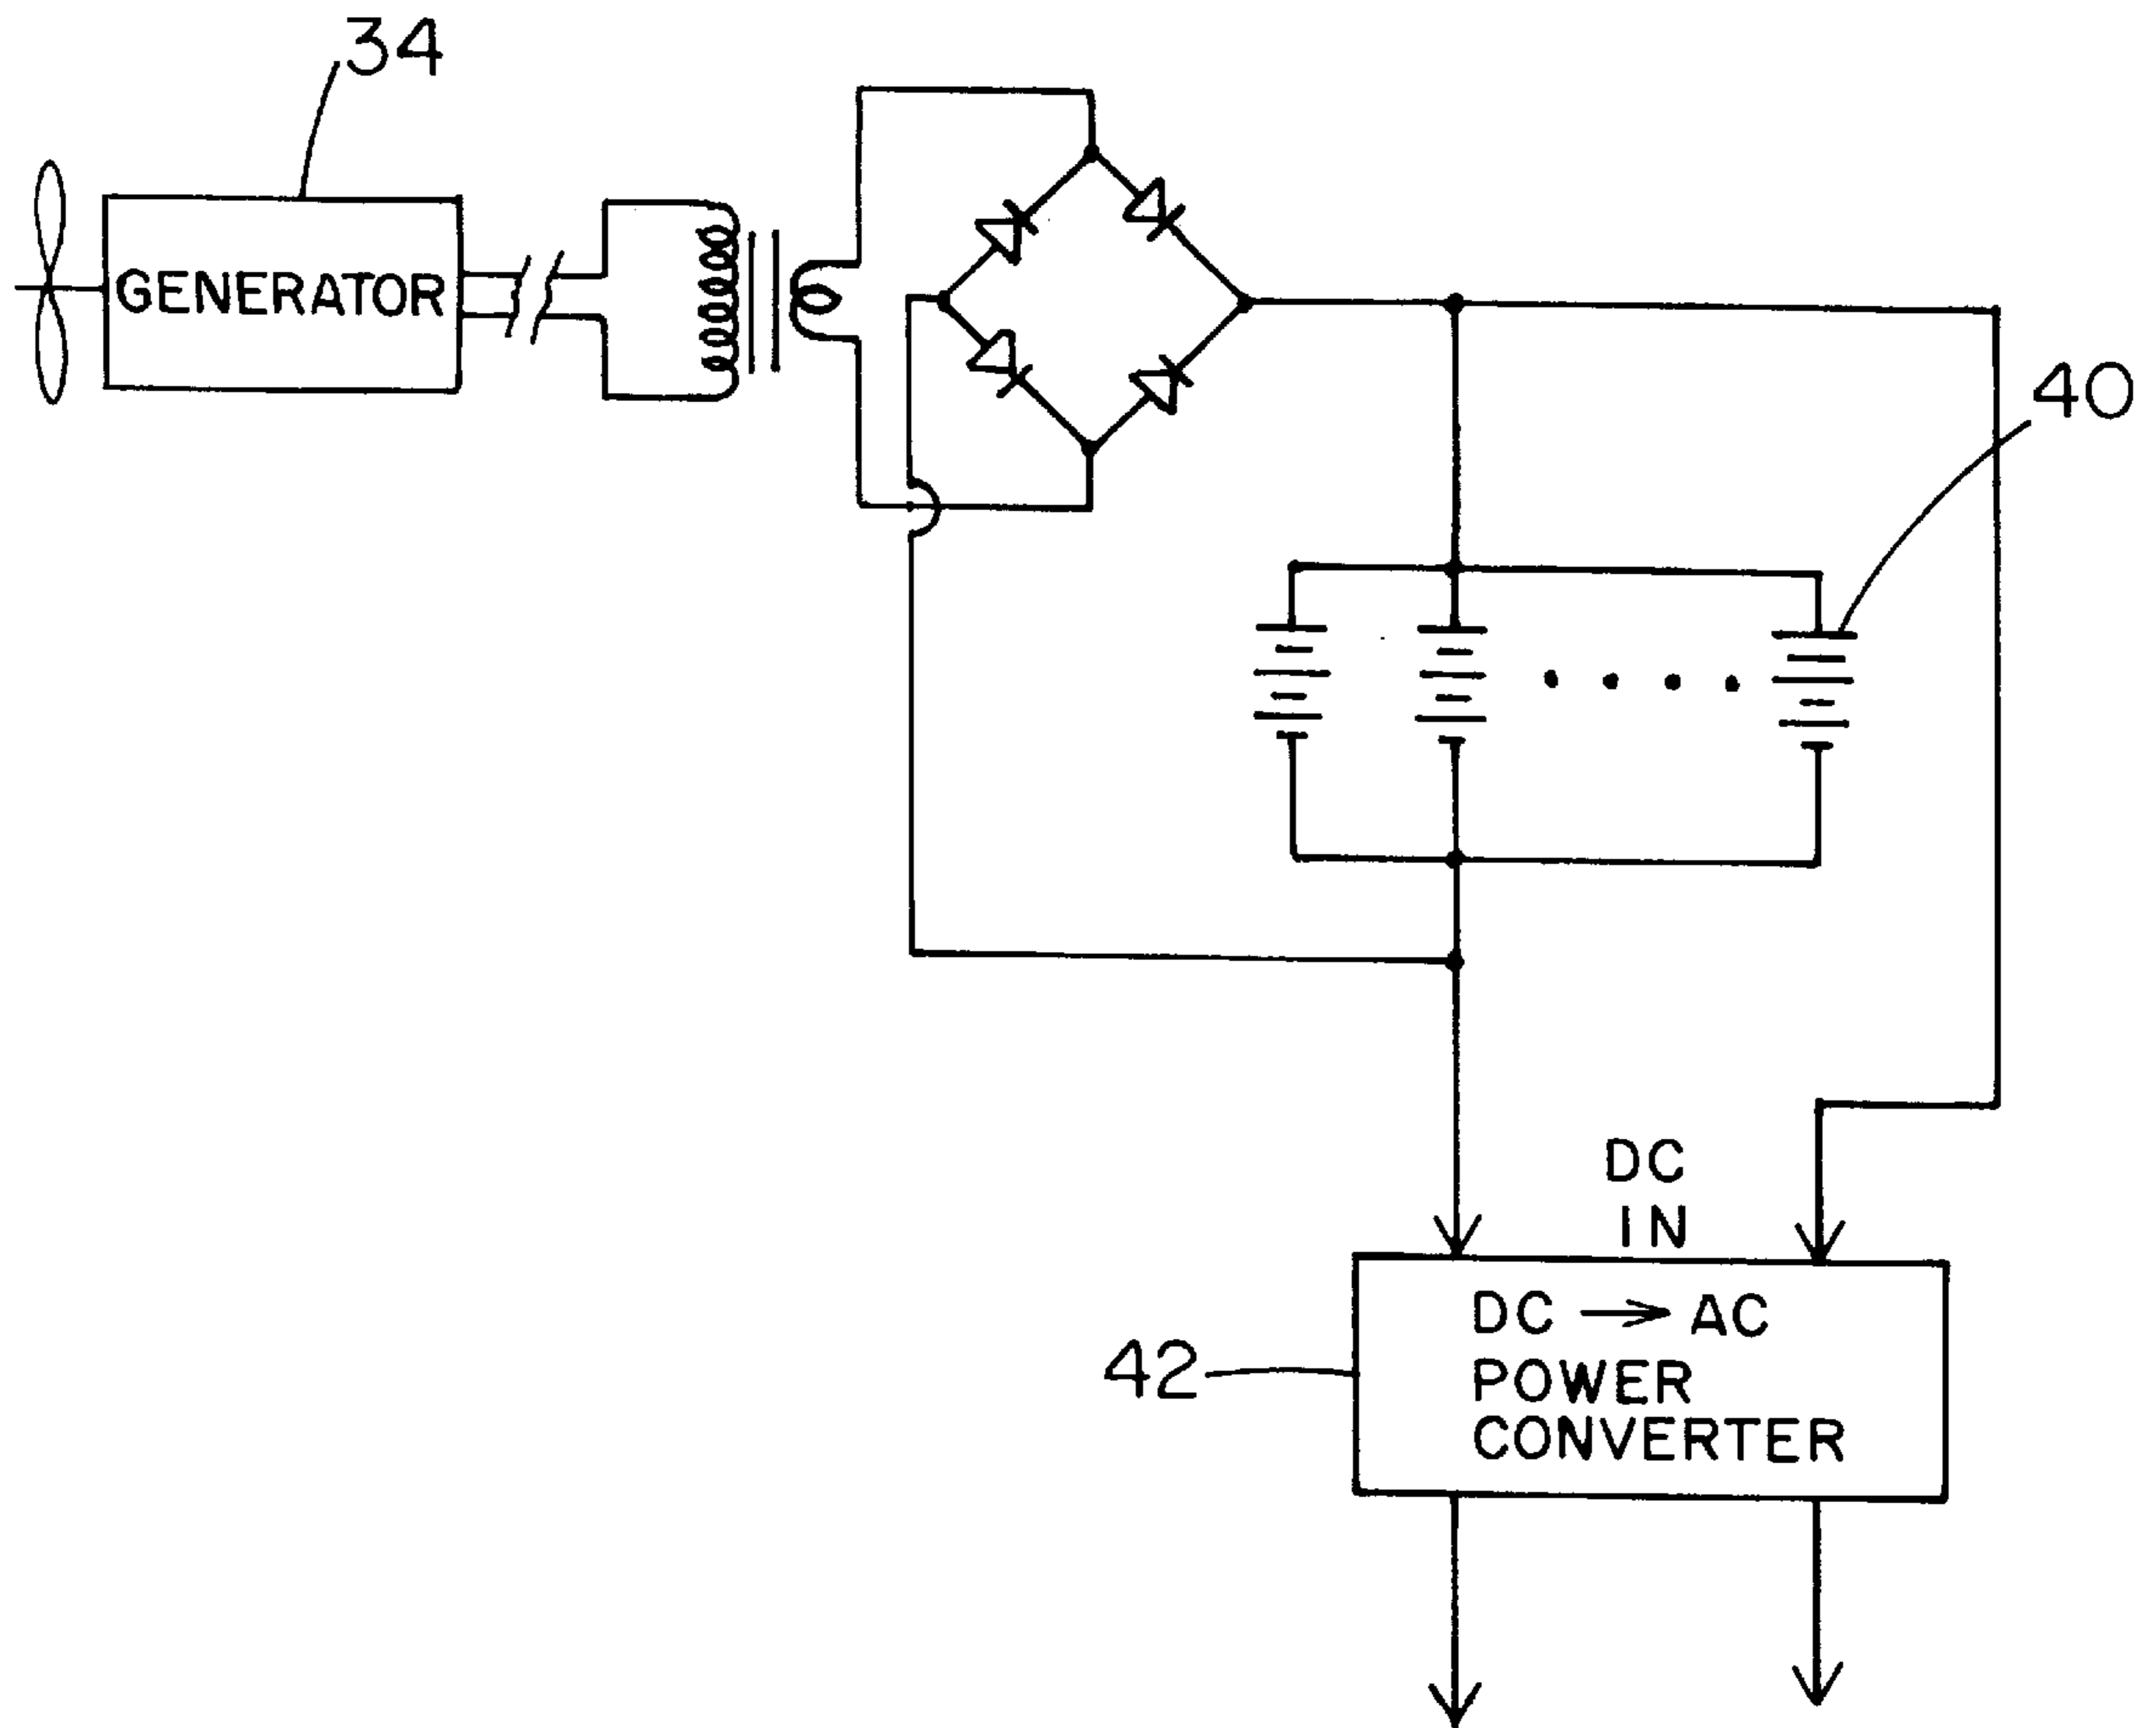 34
GENERATOR
40
DC
IN
DC → AC
42
POWER
CONVERTER